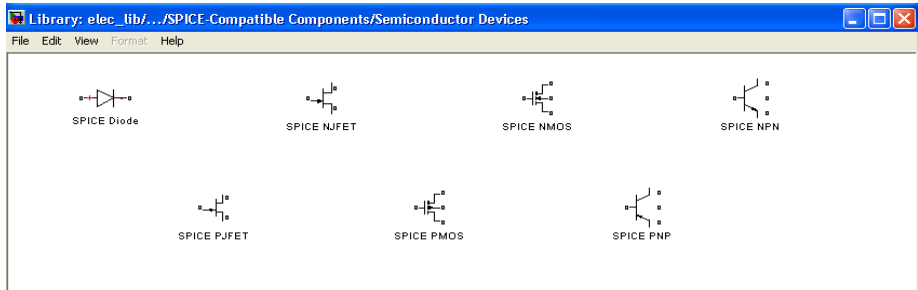 Library: elec_lib/.../SPICE-Compatible Components/Semiconductor Devices
File Edit View Format Help
SPICE Diode
SPICE NJFET
SPICE NMOS
SPICE NPN
SPICE PJFET
SPICE PMOS
SPICE PNP